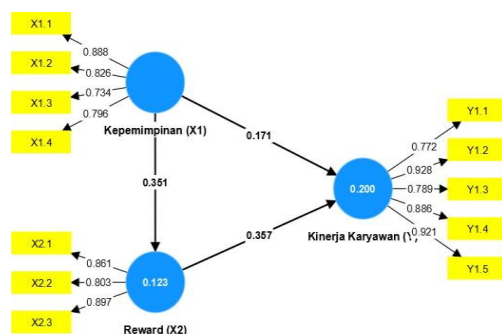 X1.1
0.888
X1.2
0.826
X1.3
0.734
X1.4
0.796
Kepemimpinan (X1)
0.171
0.351
Y1.1
0.772
Y1.2
0.928
0.200
0.789
Y1.3
0.886
Y1.4
0.921
Y1.5
Kinerja Karyawan (Y)
0.357
X2.1
0.861
X2.2
0.803
X2.3
0.897
0.123
Reward (X2)